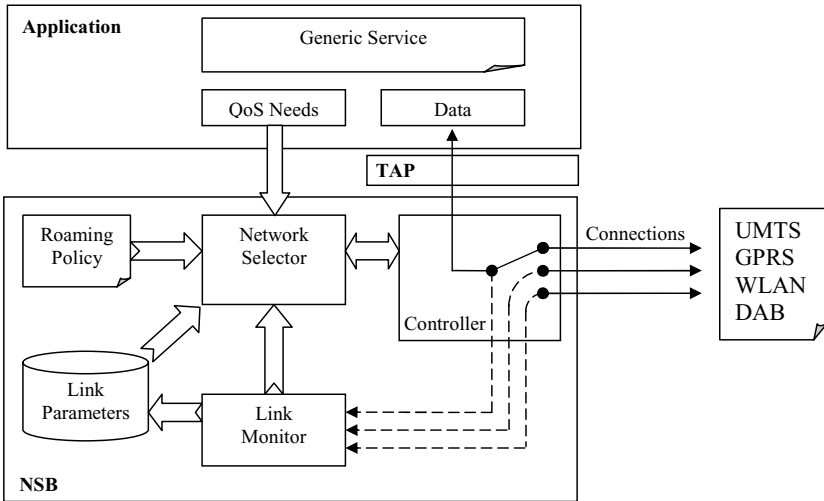 Application
Generic Service
QoS Needs
Data
TAP
Roaming
Policy
Network
Selector
Controller
Connections
UMTS
GPRS
WLAN
DAB
Link
Parameters
Link
Monitor
NSB